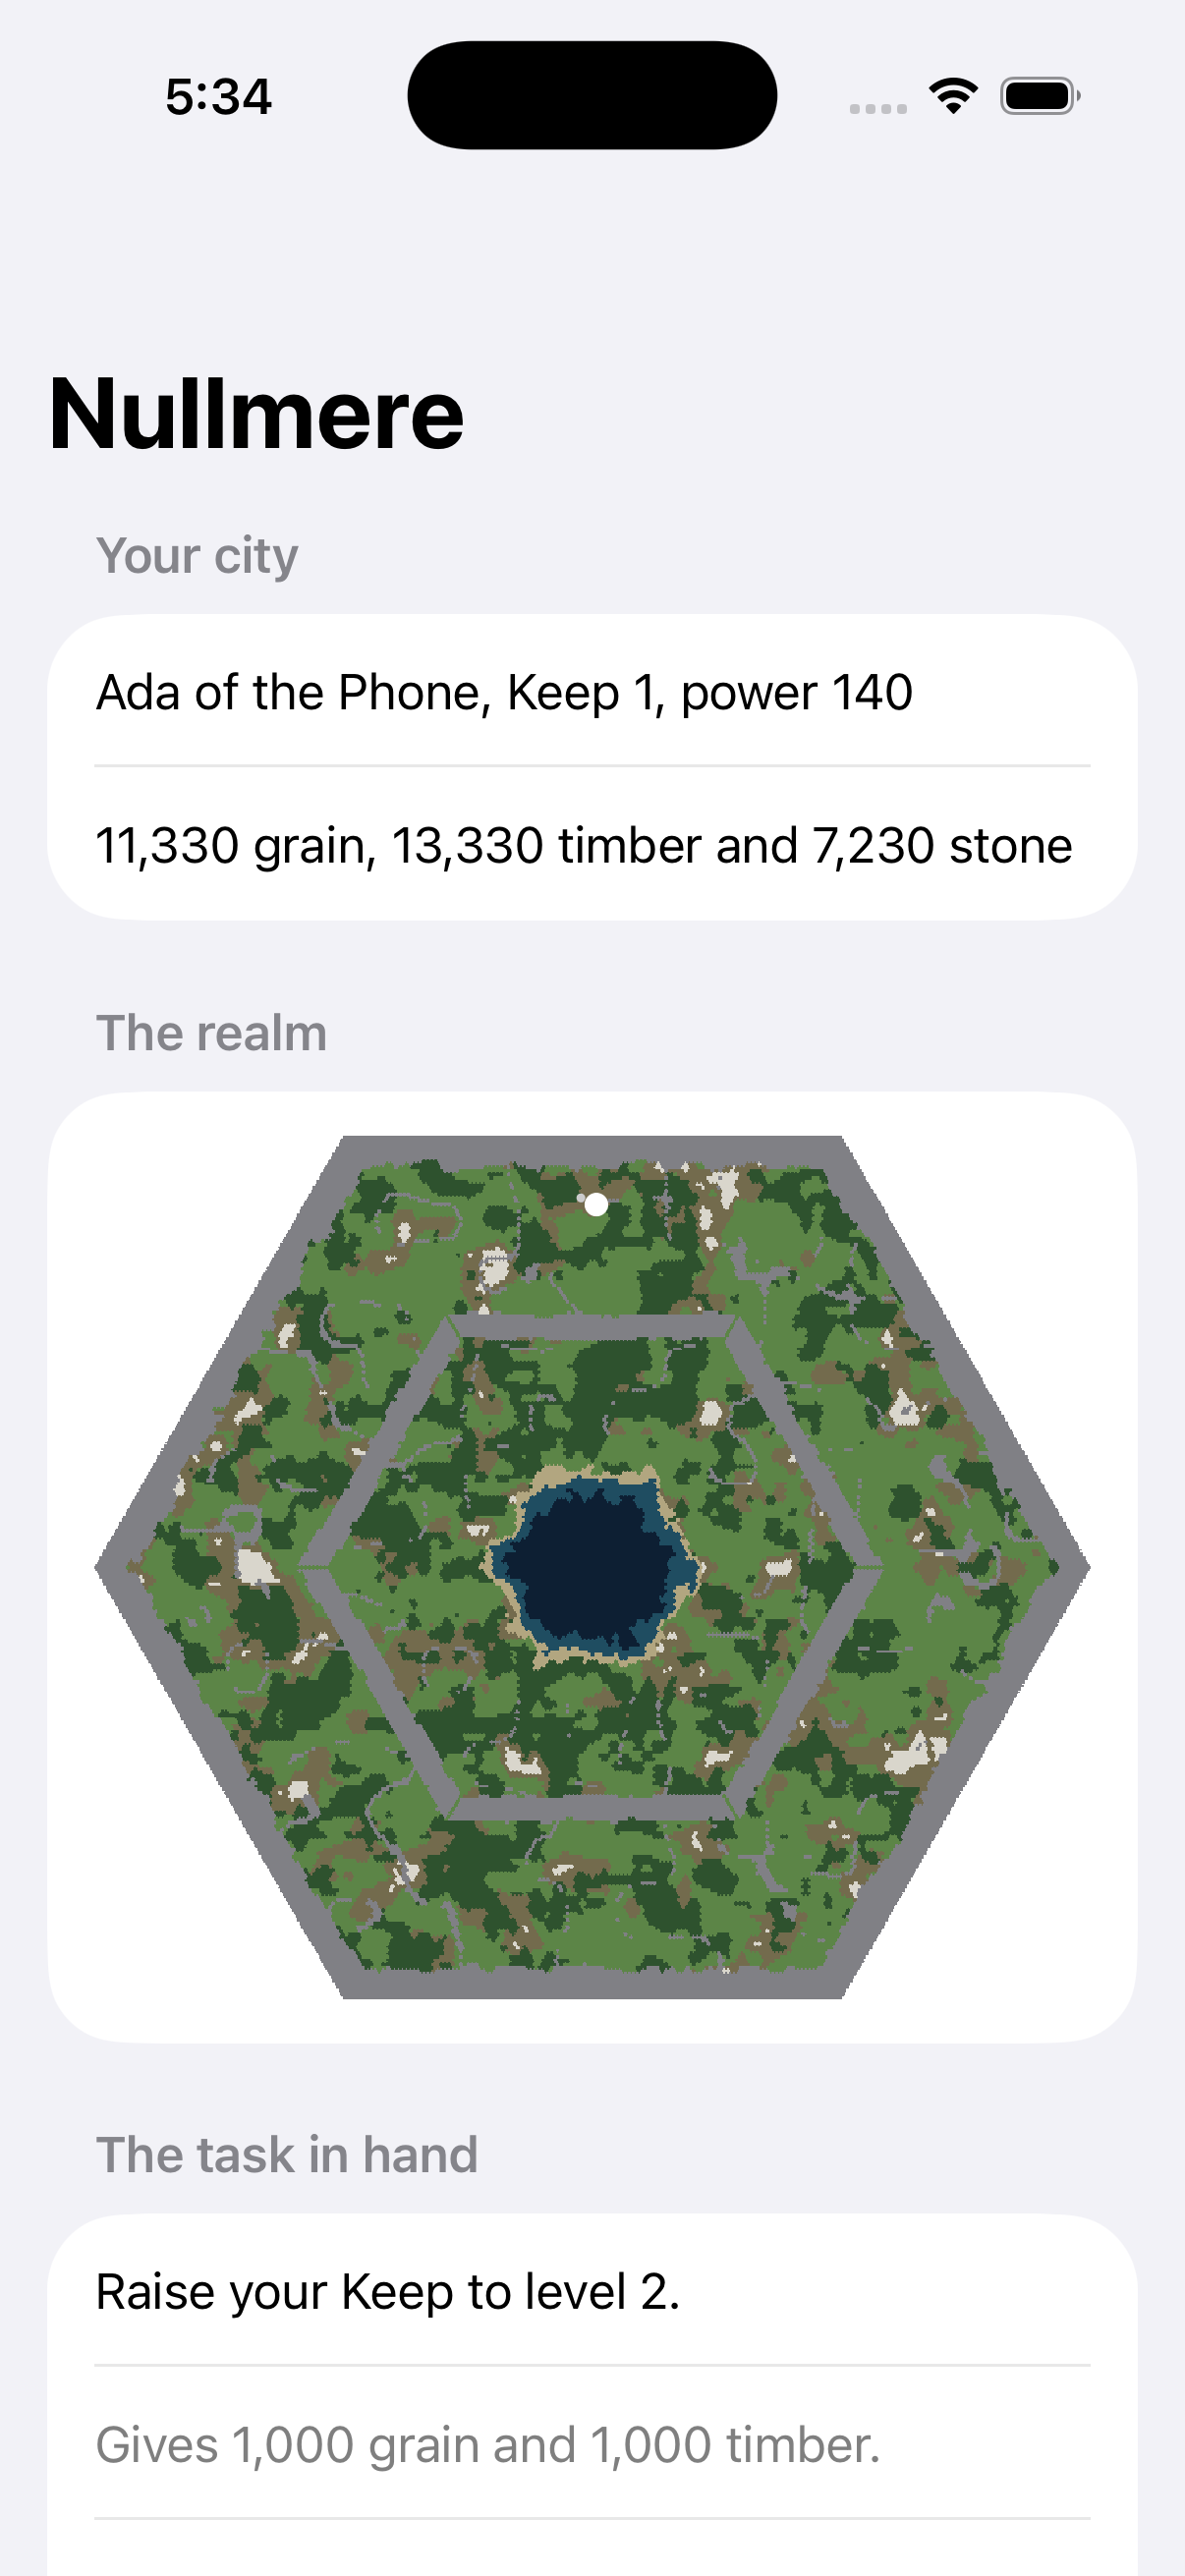 5:34
Nullmere
Your city
Ada of the Phone, Keep 1, power 140
11,330 grain, 13,330 timber and 7,230 stone
The realm
The task in hand
Raise your Keep to level 2.
Gives 1,000 grain and 1,000 timber.